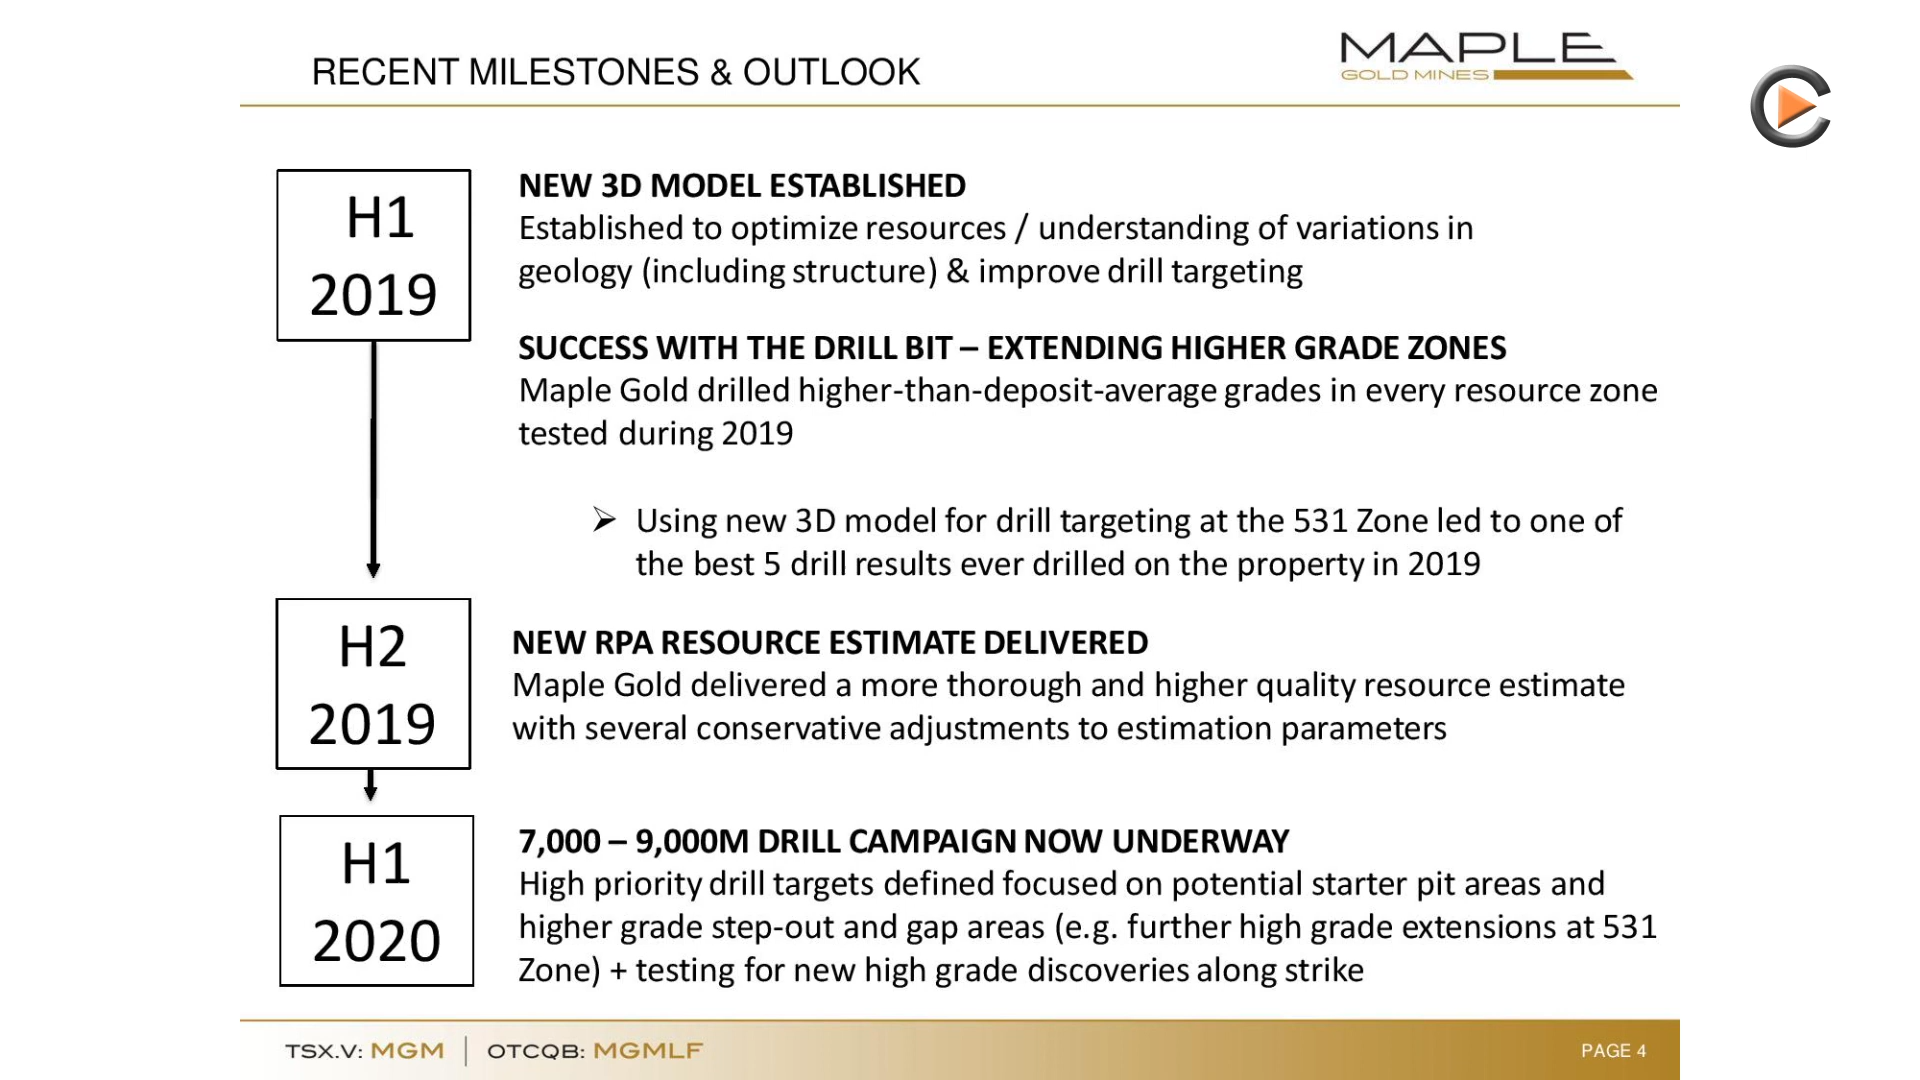 RECENT MILESTONES & OUTLOOK
MAPLE
GOLD MINES
H1
2019
NEW 3D MODEL ESTABLISHED
Established to optimize resources / understanding of variations in
geology (including structure) & improve drill targeting
SUCCESS WITH THE DRILL BIT – EXTENDING HIGHER GRADE ZONES
Maple Gold drilled higher-than-deposit-average grades in every resource zone
tested during 2019
➢ Using new 3D model for drill targeting at the 531 Zone led to one of
the best 5 drill results ever drilled on the property in 2019
H2
2019
NEW RPA RESOURCE ESTIMATE DELIVERED
Maple Gold delivered a more thorough and higher quality resource estimate
with several conservative adjustments to estimation parameters
H1
2020
7,000 – 9,000M DRILL CAMPAIGN NOW UNDERWAY
High priority drill targets defined focused on potential starter pit areas and
higher grade step-out and gap areas (e.g. further high grade extensions at 531
Zone) + testing for new high grade discoveries along strike
TSX.V: MGM | OTCQB: MGMLF
PAGE 4